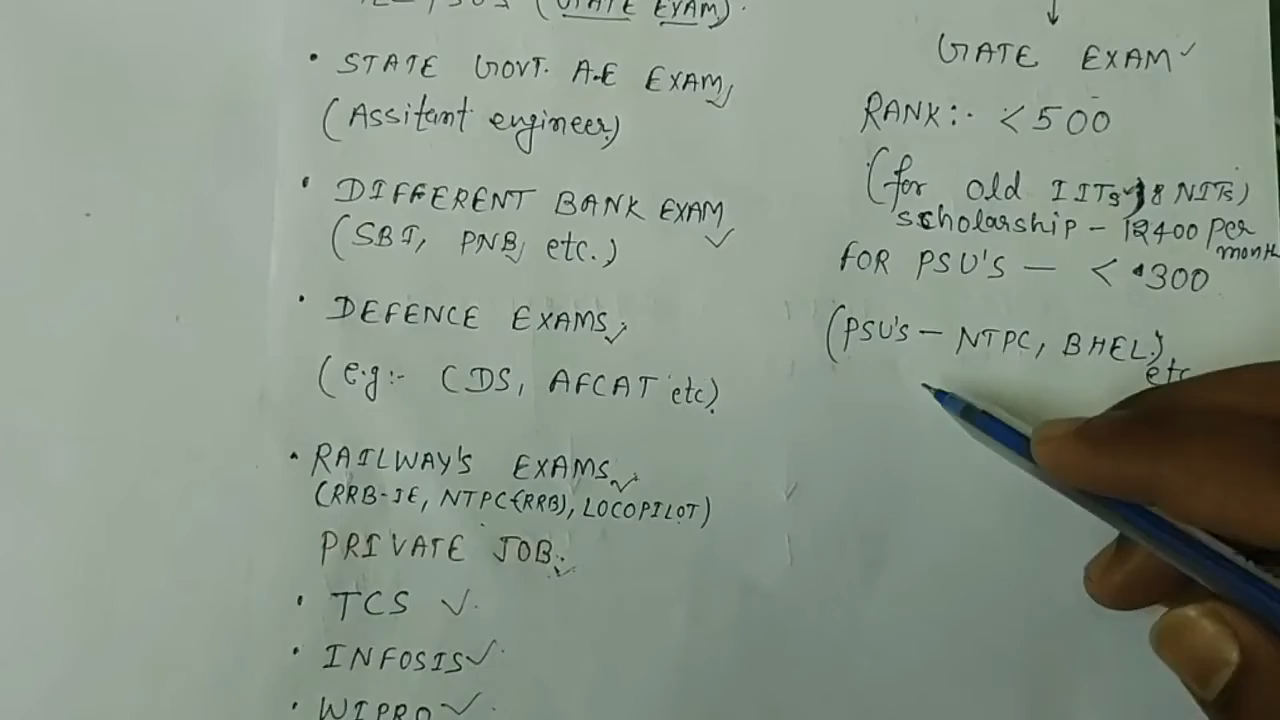 (GATE EXAM).
• STATE GOVT. A.E EXAM
(Assitant engineer)
• DIFFERENT BANK EXAM
(SBI, PNB, etc.)
• DEFENCE EXAMS
(e.g:- CDS, AFCAT etc).
• RAILWAY'S EXAMS
(RRB-JE, NTPC(RRB), LOCOPILOT)
PRIVATE JOB:
• TCS
• INFOSIS
• WIPRO
GATE EXAM
RANK:- <500
(for old IITs & NITs)
scholarship - 12400 per month
FOR PSU'S - < 300
(PSU's - NTPC, BHEL),
etc